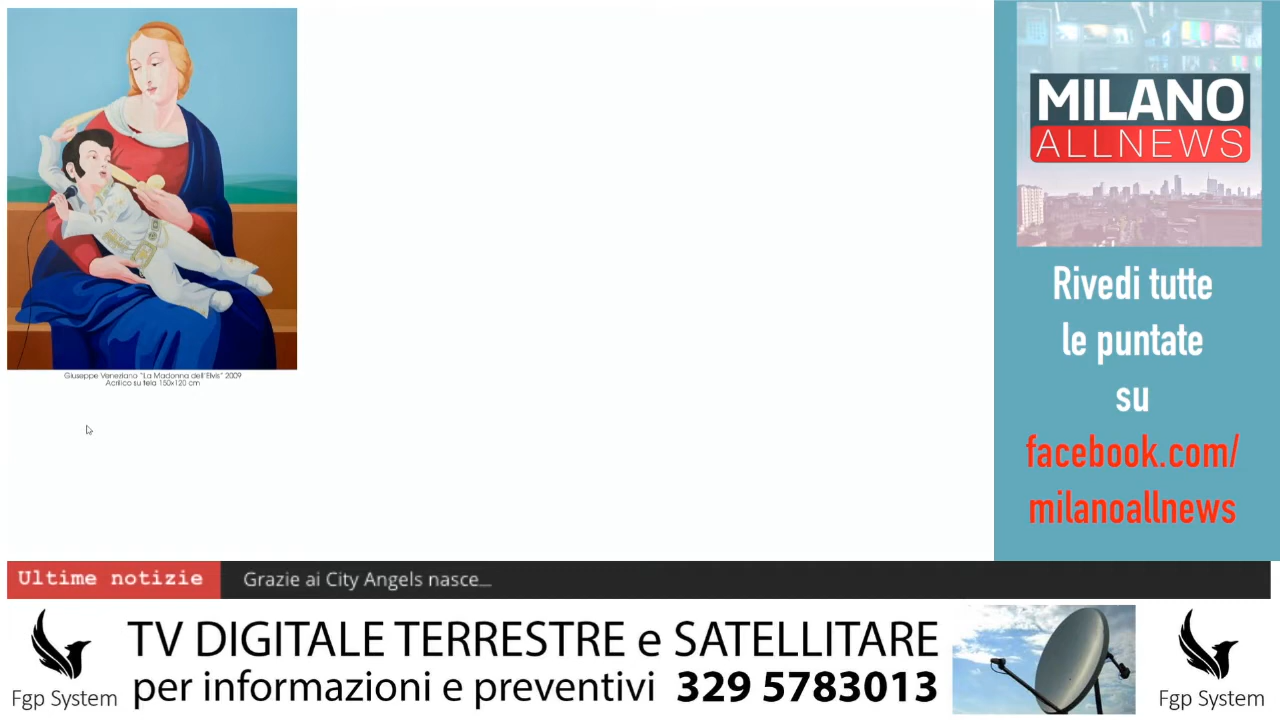 Giuseppe Veneziano "La Madonna dell'Elvis" 2009
Acrilico su tela 150x120 cm
MILANO
ALLNEWS
Rivedi tutte
le puntate
su
facebook.com/
milanoallnews
Ultime notizie
Grazie ai City Angels nasce_
TV DIGITALE TERRESTRE e SATELLITARE
per informazioni e preventivi 329 5783013
Fgp System
Fgp System